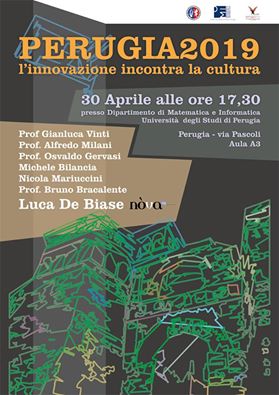 PERUGIA2019
l'innovazione incontra la cultura
30 Aprile alle ore 17,30
presso Dipartimento di Matematica e Informatica
Università degli Studi di Perugia
Perugia - via Pascoli
Aula A3
Prof Gianluca Vinti
Prof. Alfredo Milani
Prof. Osvaldo Gervasi
Michele Bilancia
Nicola Mariuccini
Prof. Bruno Bracalente
Luca De Biase nòva